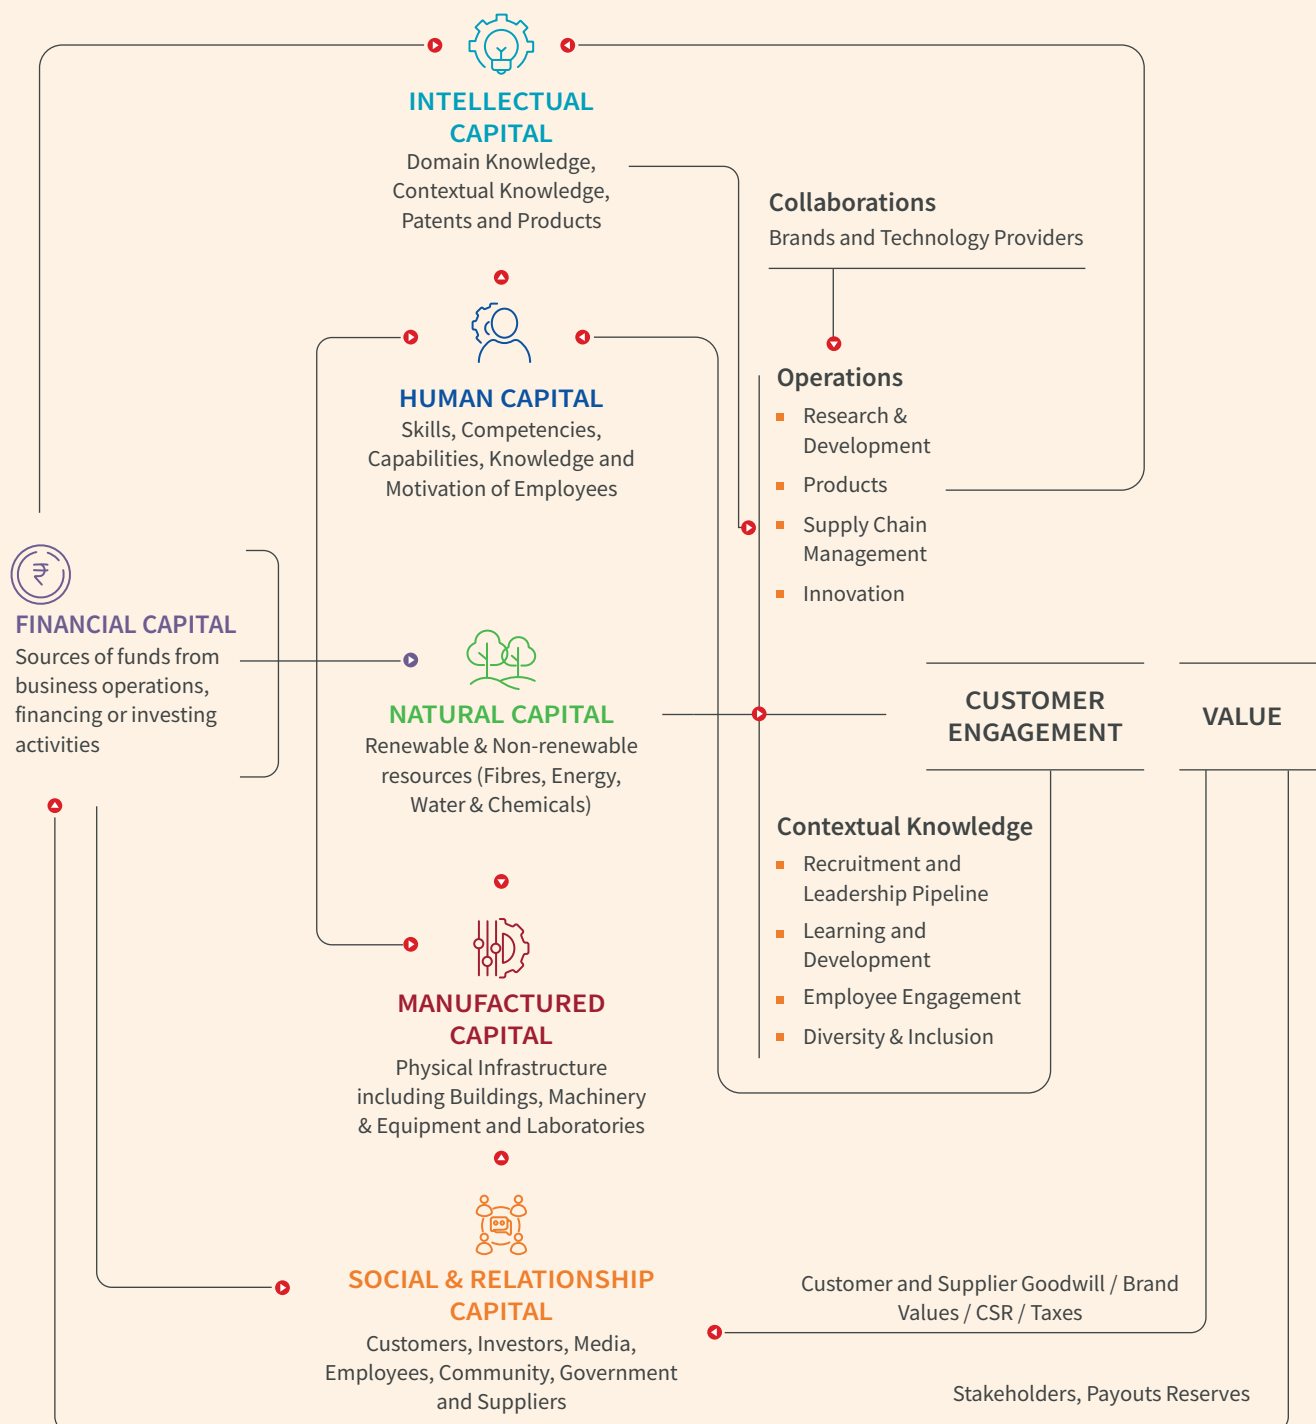 INTELLECTUAL
CAPITAL
Domain Knowledge,
Contextual Knowledge,
Patents and Products
Collaborations
Brands and Technology Providers
HUMAN CAPITAL
Skills, Competencies,
Capabilities, Knowledge and
Motivation of Employees
Operations
Research &
Development
Products
Supply Chain
Management
Innovation
₹
FINANCIAL CAPITAL
Sources of funds from
business operations,
financing or investing
activities
NATURAL CAPITAL
Renewable & Non-renewable
resources (Fibres, Energy,
Water & Chemicals)
CUSTOMER
ENGAGEMENT
VALUE
Contextual Knowledge
Recruitment and
Leadership Pipeline
Learning and
Development
Employee Engagement
Diversity & Inclusion
MANUFACTURED
CAPITAL
Physical Infrastructure
including Buildings, Machinery
& Equipment and Laboratories
SOCIAL & RELATIONSHIP
CAPITAL
Customers, Investors, Media,
Employees, Community, Government
and Suppliers
Customer and Supplier Goodwill / Brand
Values / CSR / Taxes
Stakeholders, Payouts Reserves